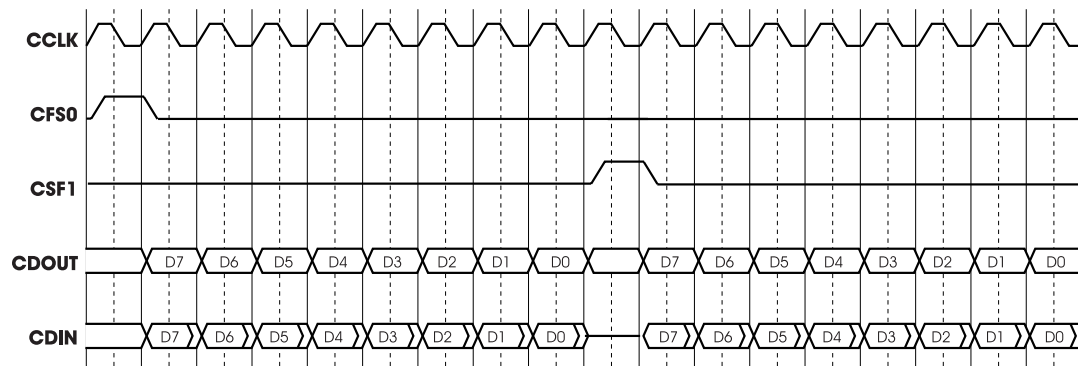 CCLK
CFS0
CSF1
CDOUT D7 D6 D5 D4 D3 D2 D1 D0 D7 D6 D5 D4 D3 D2 D1 D0
CDIN D7 D6 D5 D4 D3 D2 D1 D0 D7 D6 D5 D4 D3 D2 D1 D0